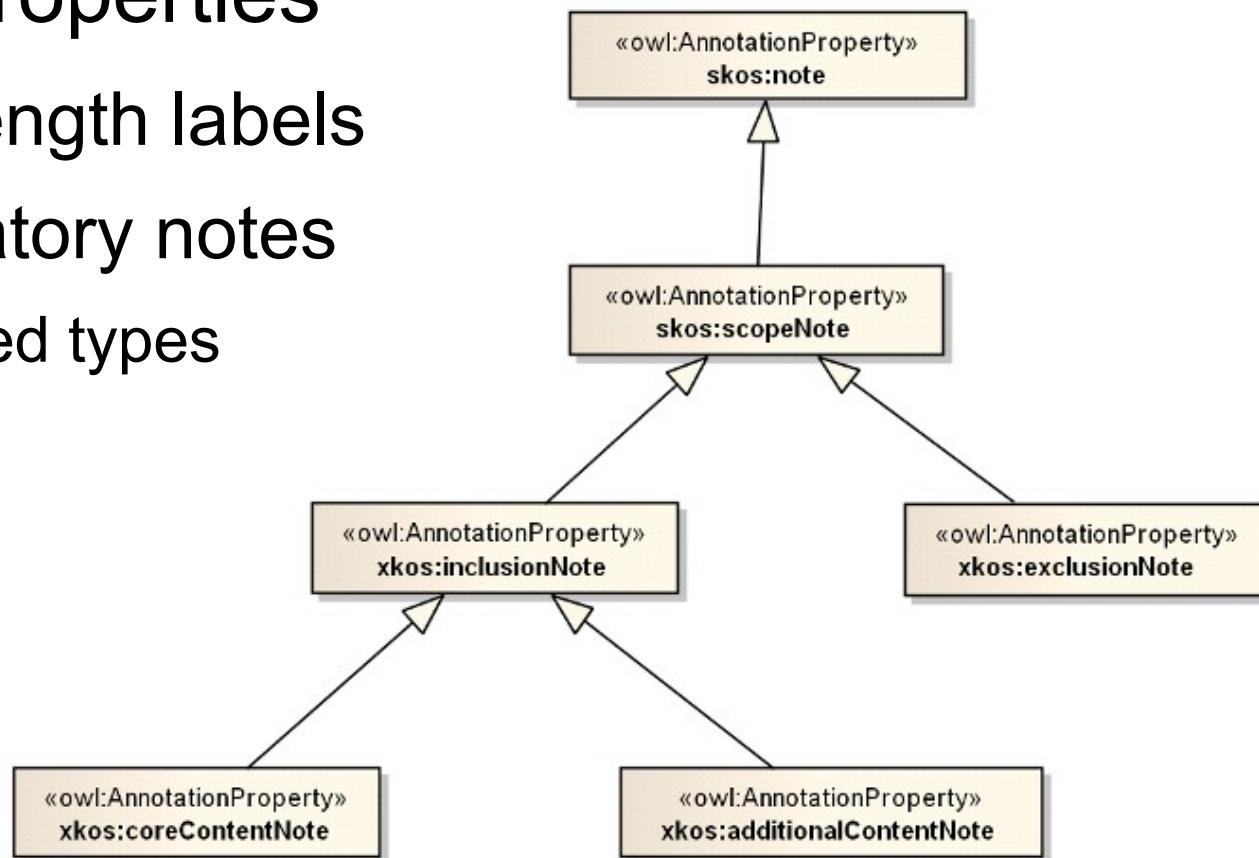 roperties
ength labels
atory notes
ed types
«owl:AnnotationProperty»
skos:note
«owl:AnnotationProperty»
skos:scopeNote
«owl:AnnotationProperty»
xkos:inclusionNote
«owl:AnnotationProperty»
xkos:exclusionNote
«owl:AnnotationProperty»
xkos:coreContentNote
«owl:AnnotationProperty»
xkos:additionalContentNote